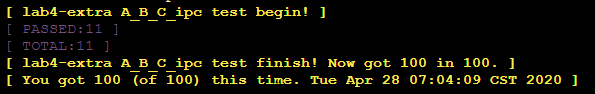 [ lab4-extra A_B_C_ipc test begin! ]
[ PASSED:11 ]
[ TOTAL:11 ]
[ lab4-extra A_B_C_ipc test finish! Now got 100 in 100. ]
[ You got 100 (of 100) this time. Tue Apr 28 07:04:09 CST 2020 ]